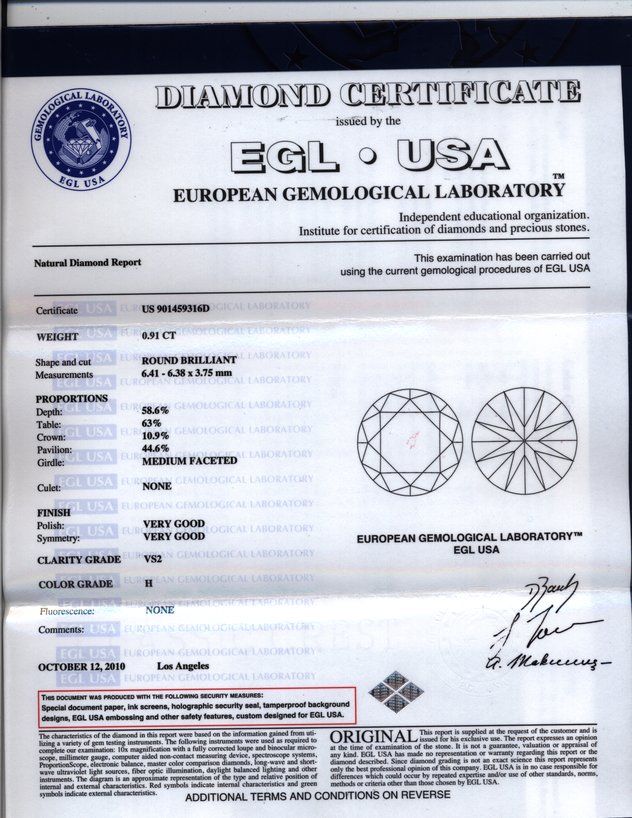 GEMOLOGICAL LABORATORY
EGL USA
DIAMOND CERTIFICATE
issued by the
EGL • USA
EUROPEAN GEMOLOGICAL LABORATORY™
Independent educational organization.
Institute for certification of diamonds and precious stones.
Natural Diamond Report
This examination has been carried out
using the current gemological procedures of EGL USA
Certificate US 901459316D
WEIGHT 0.91 CT
Shape and cut ROUND BRILLIANT
Measurements 6.41 - 6.38 x 3.75 mm
PROPORTIONS
Depth: 58.6%
Table: 63%
Crown: 10.9%
Pavilion: 44.6%
Girdle: MEDIUM FACETED
Culet: NONE
FINISH
Polish: VERY GOOD
Symmetry: VERY GOOD
EUROPEAN GEMOLOGICAL LABORATORY™
EGL USA
CLARITY GRADE VS2
COLOR GRADE H
Fluorescence: NONE
Comments:
OCTOBER 12, 2010 Los Angeles
THIS DOCUMENT WAS PRODUCED WITH THE FOLLOWING SECURITY MEASURES:
Special document paper, ink screens, holographic security seal, tamperproof background
designs, EGL USA embossing and other safety features, custom designed for EGL USA.
The characteristics of the diamond in this report were based on the information gained from uti-
lizing a variety of gem testing instruments. The following instruments were used as required to
complete our examination: 10x magnification with a fully corrected loupe and binocular micro-
scope, millimeter gauge, computer aided non-contact measuring device, spectroscope systems,
ProportionScope, electronic balance, master color comparison diamonds, long-wave and short-
wave ultraviolet light sources, fiber optic illumination, daylight balanced lighting and other
instruments. The diagram is an approximate representation of the type and relative position of
internal and external characteristics. Red symbols indicate internal characteristics and green
symbols indicate external characteristics.
ORIGINAL This report is supplied at the request of the customer and is
issued for his exclusive use. The report expresses an opinion
at the time of examination of the stone. It is not a guarantee, valuation or appraisal of
any kind. EGL USA has made no representation or warranty regarding this report or the
diamond described. Since diamond grading is not an exact science this report represents
only the best professional opinion of this company. EGL USA is in no case responsible for
differences which could occur by repeated expertise and/or use of other standards, norms,
methods or criteria other than those chosen by EGL USA.
ADDITIONAL TERMS AND CONDITIONS ON REVERSE